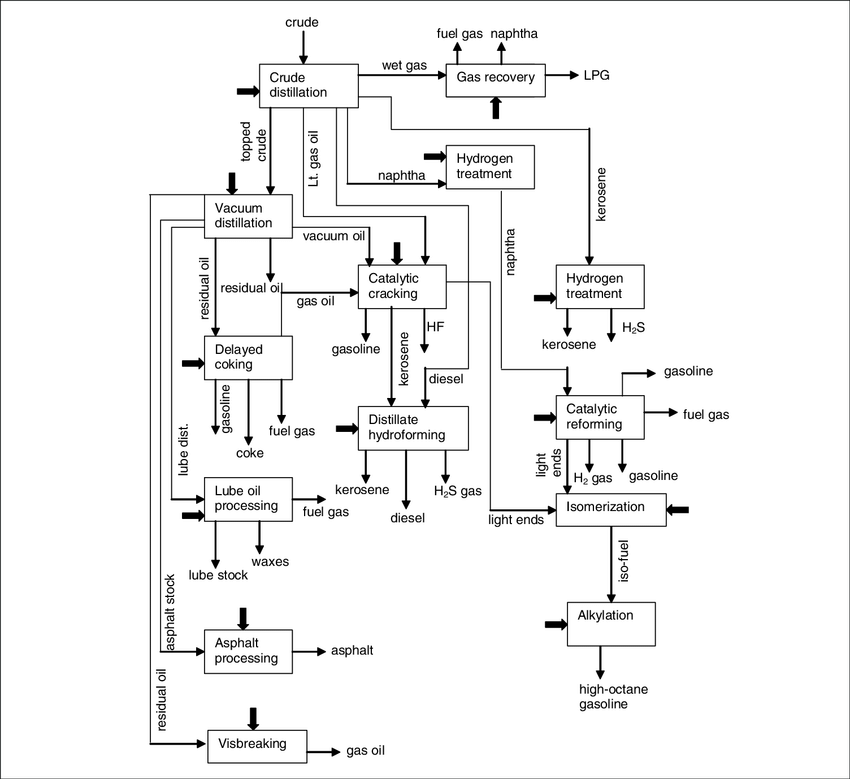 crude
fuel gas
naphtha
wet gas
Crude
distillation
Gas recovery
LPG
topped
crude
Lt. gas oil
naphtha
Hydrogen
treatment
kerosene
Vacuum
distillation
vacuum oil
naphtha
residual oil
residual oil
gas oil
Catalytic
cracking
Hydrogen
treatment
HF
gasoline
kerosene
kerosene
H₂S
Delayed
coking
diesel
gasoline
gasoline
coke
fuel gas
Distillate
hydroforming
Catalytic
reforming
fuel gas
lube dist.
light
ends
kerosene
diesel
H₂S gas
H₂ gas
gasoline
Lube oil
processing
fuel gas
light ends
Isomerization
lube stock
waxes
iso-fuel
asphalt stock
Asphalt
processing
asphalt
Alkylation
high-octane
gasoline
residual oil
Visbreaking
gas oil